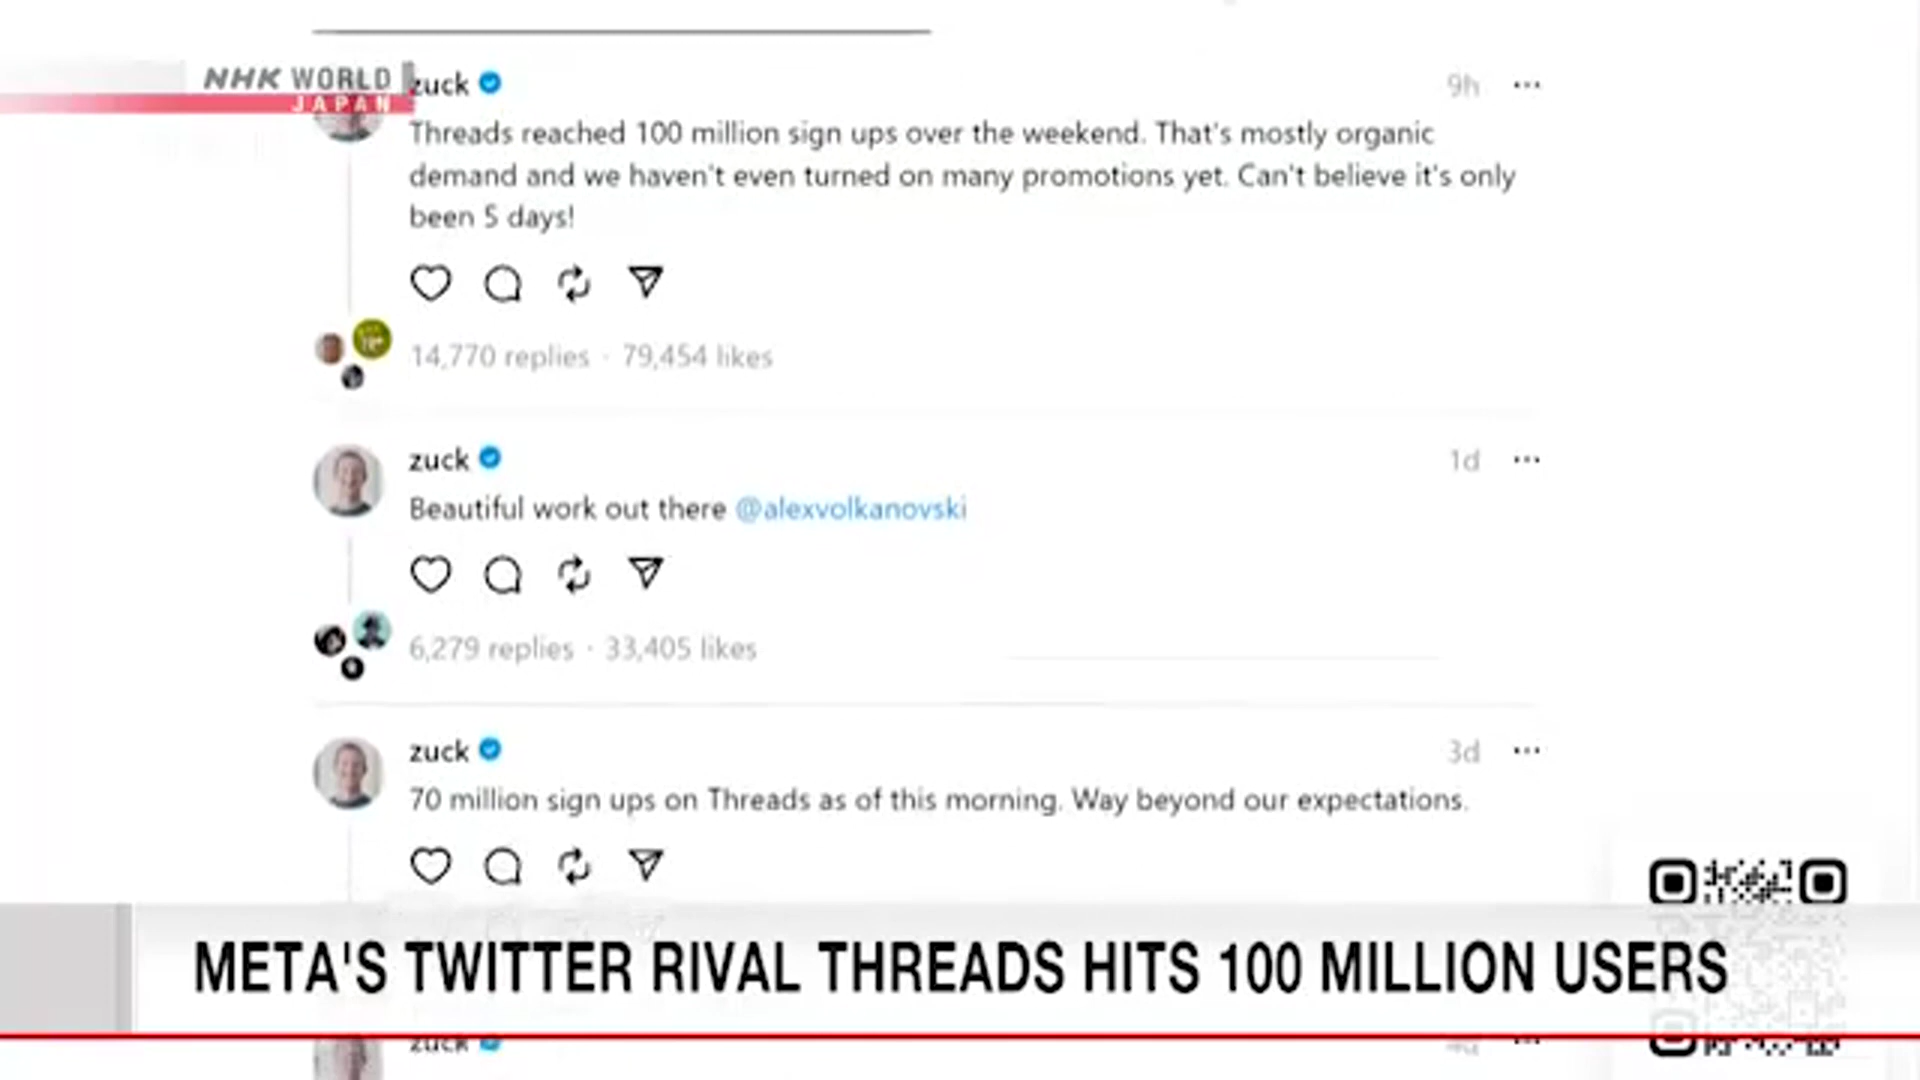 NHK WORLD
JAPAN
zuck
9h
Threads reached 100 million sign ups over the weekend. That's mostly organic
demand and we haven't even turned on many promotions yet. Can't believe it's only
been 5 days!
14,770 replies · 79,454 likes
zuck
1d
Beautiful work out there @alexvolkanovski
6,279 replies · 33,405 likes
zuck
3d
70 million sign ups on Threads as of this morning. Way beyond our expectations.
META'S TWITTER RIVAL THREADS HITS 100 MILLION USERS
zuck